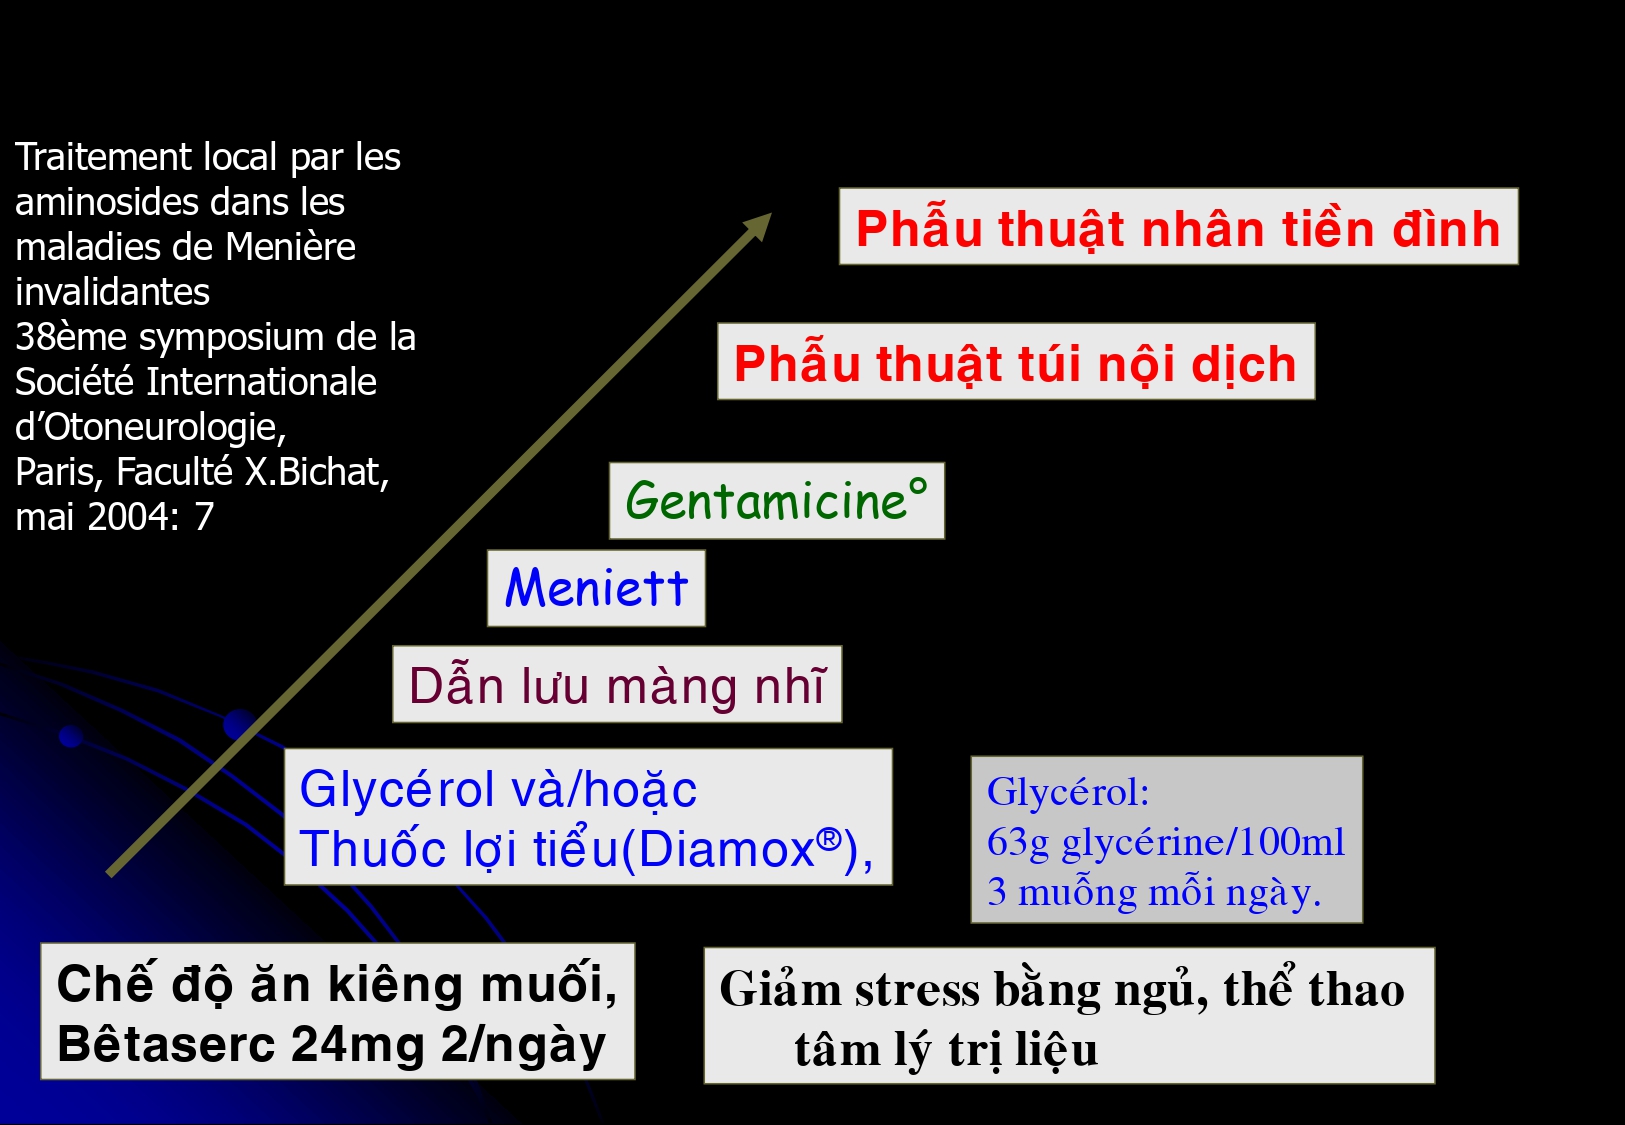 Traitement local par les
aminosides dans les
maladies de Menière
invalidantes
38ème symposium de la
Société Internationale
d’Otoneurologie,
Paris, Faculté X.Bichat,
mai 2004: 7
Phẫu thuật nhân tiền đình
Phẫu thuật túi nội dịch
Gentamicine°
Meniett
Dẫn lưu màng nhĩ
Glycérol và/hoặc
Thuốc lợi tiểu(Diamox®),
Glycérol:
63g glycérine/100ml
3 muỗng mỗi ngày.
Chế độ ăn kiêng muối,
Bêtaserc 24mg 2/ngày
Giảm stress bằng ngủ, thể thao
tâm lý trị liệu